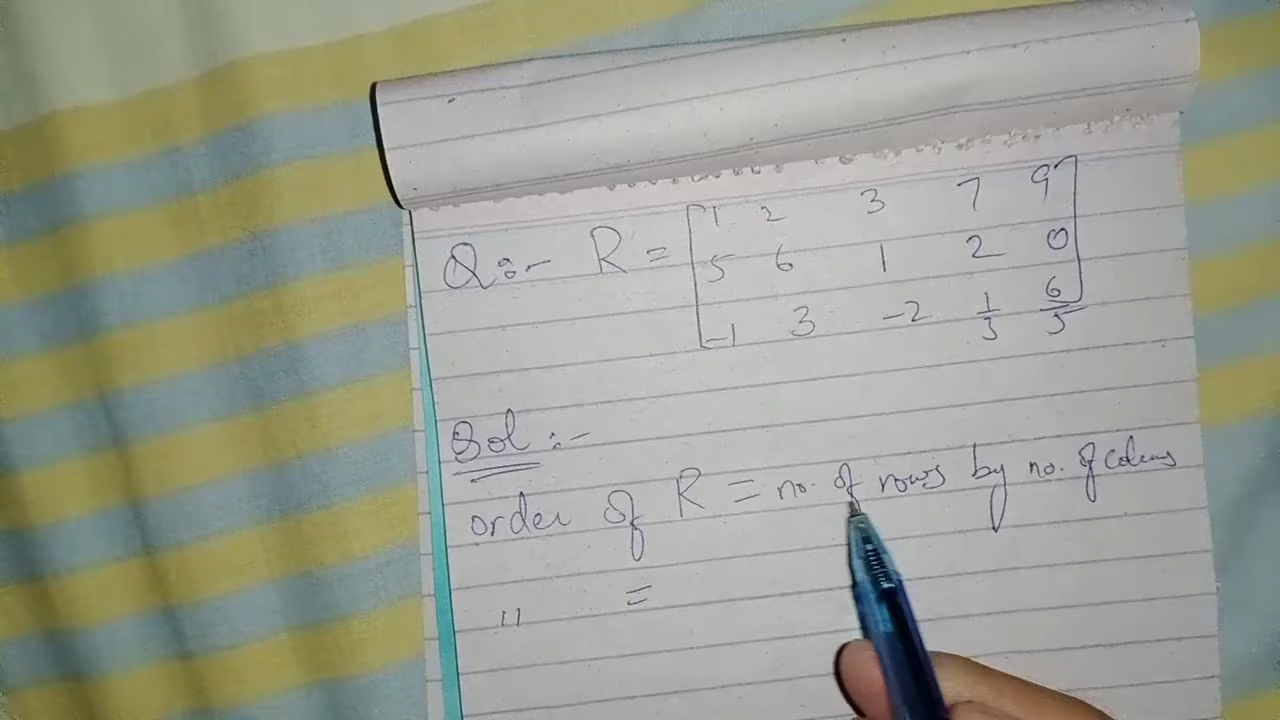 Q:- R = [1 2 3 7 9
5 6 1 2 0
-1 3 -2 1/3 6/5]
Sol :-
order of R = no. of rows by no. of colums
" =